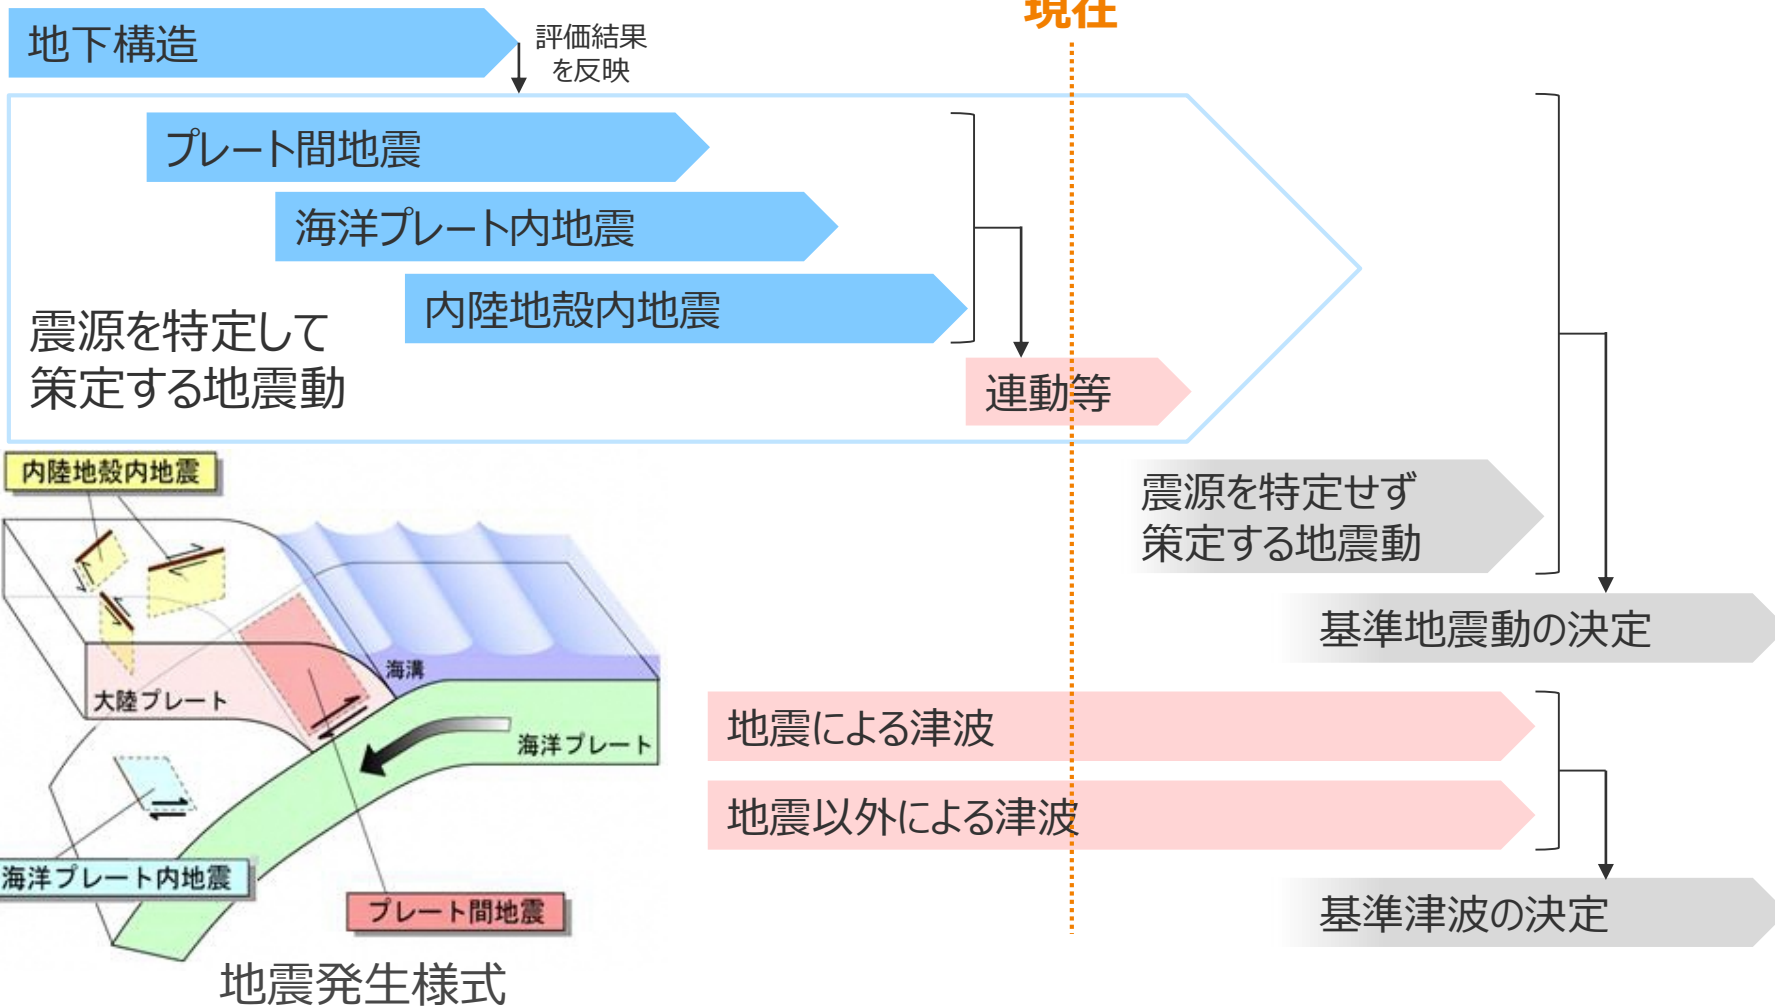 現在
地下構造
評価結果
を反映
プレート間地震
海洋プレート内地震
内陸地殻内地震
震源を特定して
策定する地震動
連動等
震源を特定せず
策定する地震動
基準地震動の決定
地震による津波
地震以外による津波
基準津波の決定
内陸地殻内地震
海溝
大陸プレート
海洋プレート
海洋プレート内地震
プレート間地震
地震発生様式